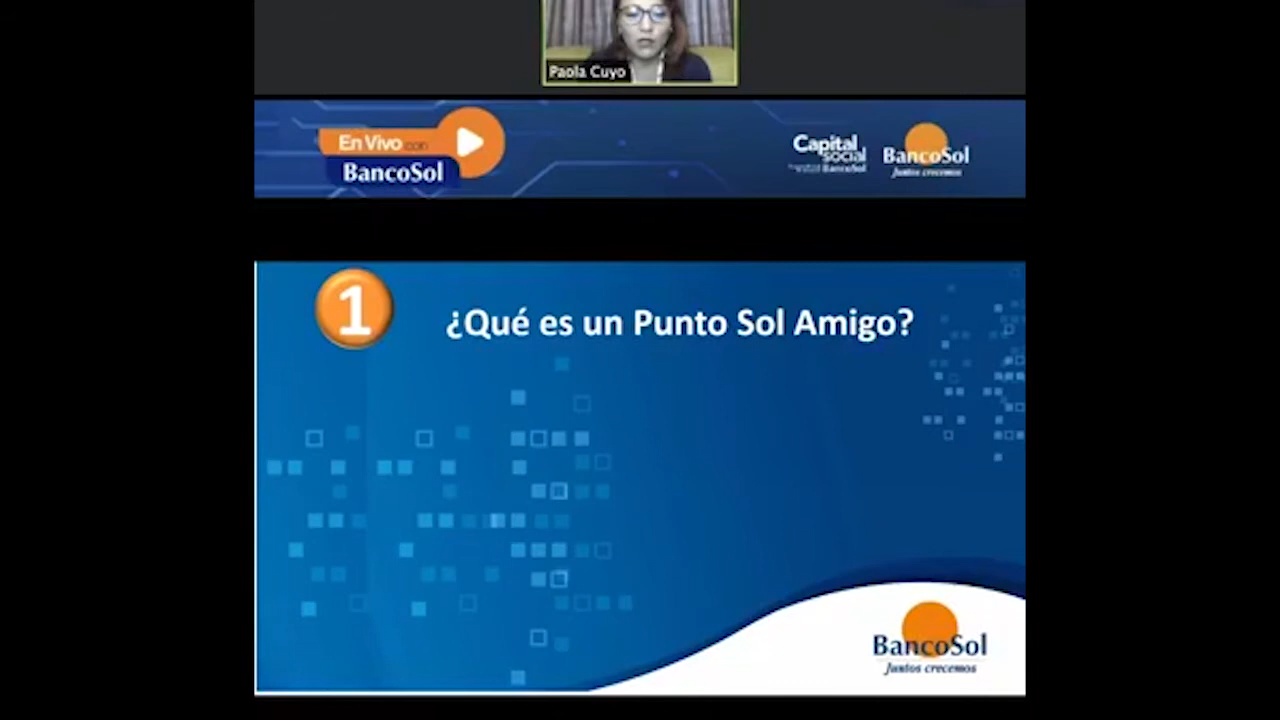 Paola Cuyo
En Vivo con
BancoSol
Capital
social
BancoSol
BancoSol
Juntos crecemos
1
¿Qué es un Punto Sol Amigo?
BancoSol
Juntos crecemos